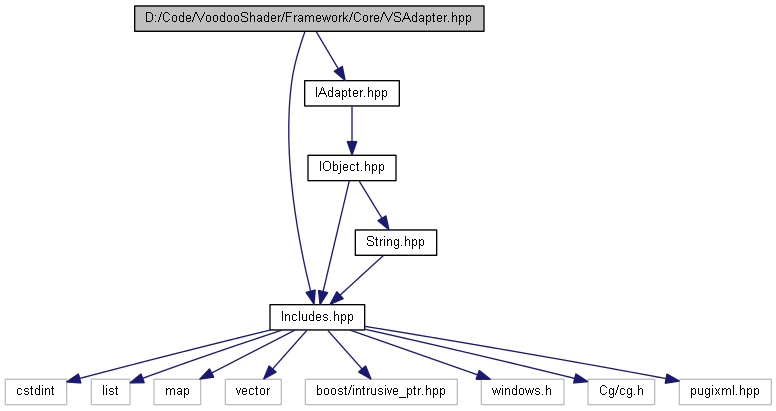 D:/Code/VoodooShader/Framework/Core/VSAdapter.hpp
IAdapter.hpp
IObject.hpp
String.hpp
Includes.hpp
cstdint
list
map
vector
boost/intrusive_ptr.hpp
windows.h
Cg/cg.h
pugixml.hpp